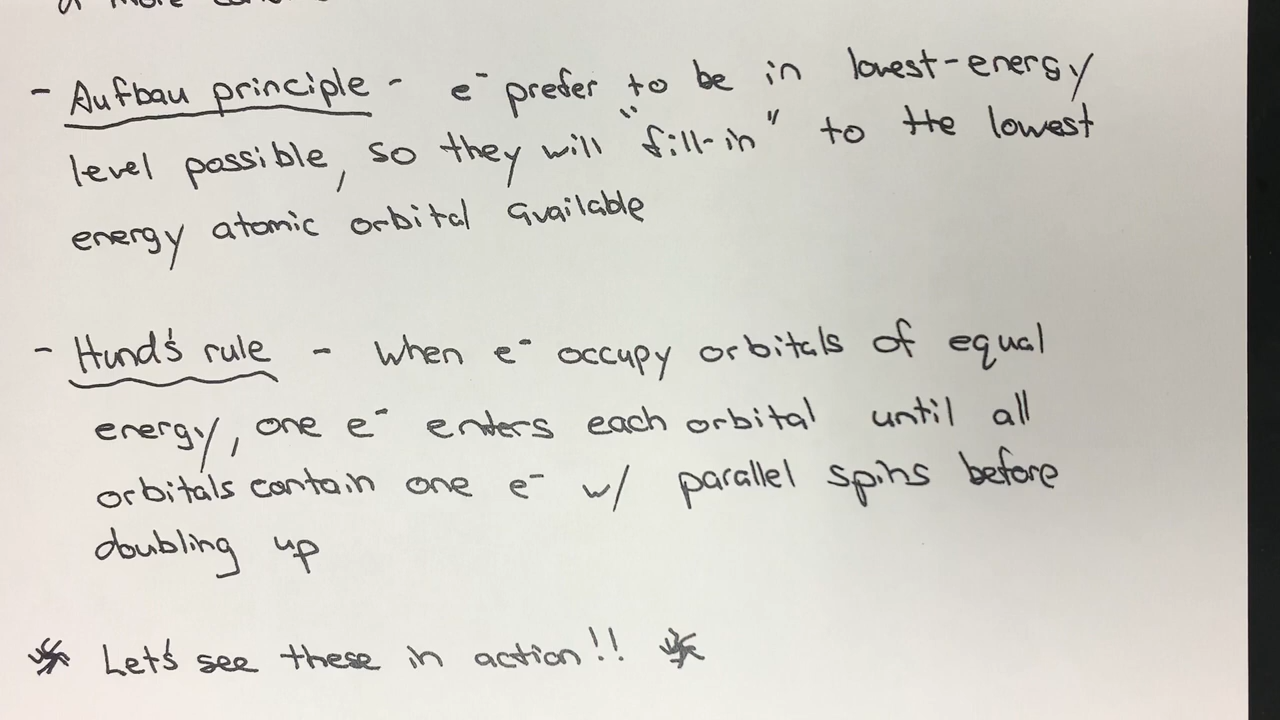 a more
- Aufbau principle - e⁻ prefer to be in lowest-energy
level possible, so they will "fill-in" to the lowest
energy atomic orbital available
- Hund's rule - When e⁻ occupy orbitals of equal
energy, one e⁻ enters each orbital until all
orbitals contain one e⁻ w/ parallel spins before
doubling up
* Let's see these in action!! *